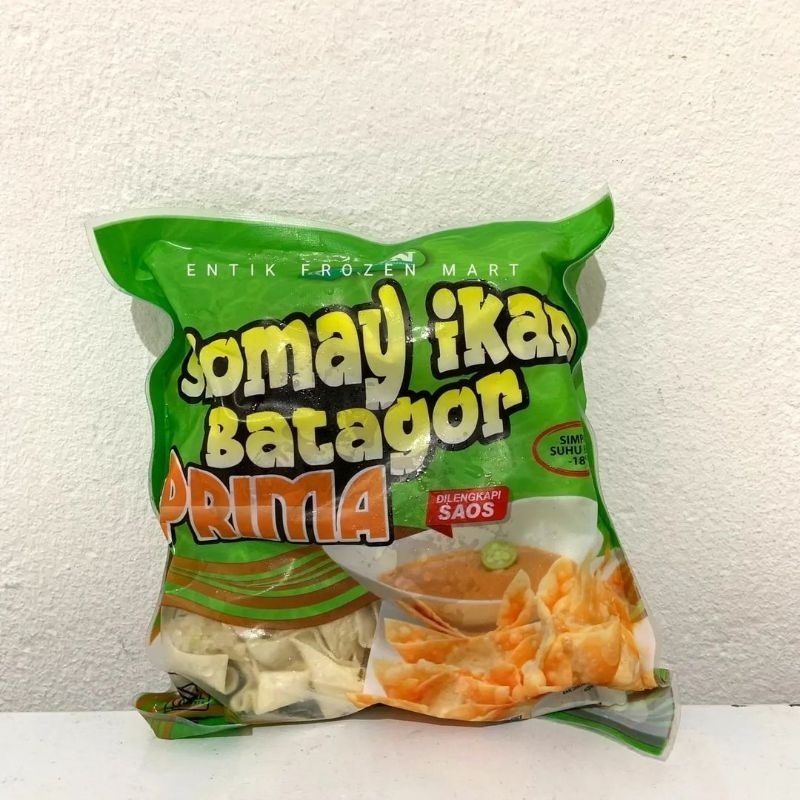 ENTIK FROZEN MART
Somay ikan
Batagor
PRIMA
DILENGKAPI
SAOS
SIMP
SUHU
-18